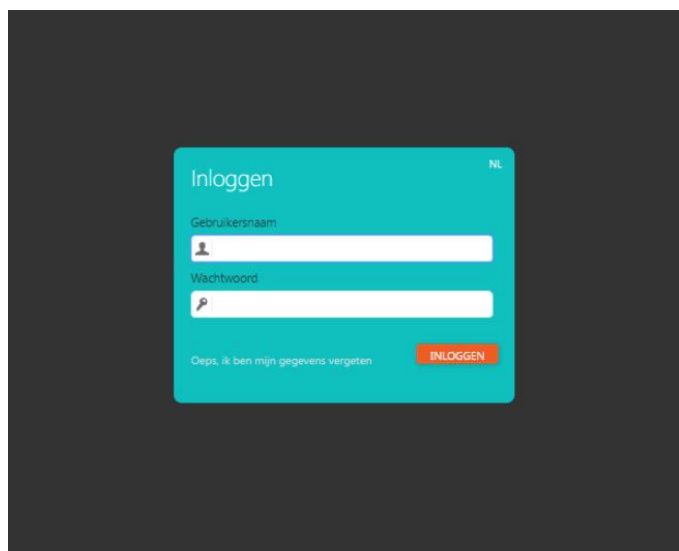 NL
Inloggen
Gebruikersnaam
Wachtwoord
Oeps, ik ben mijn gegevens vergeten
INLOGGEN